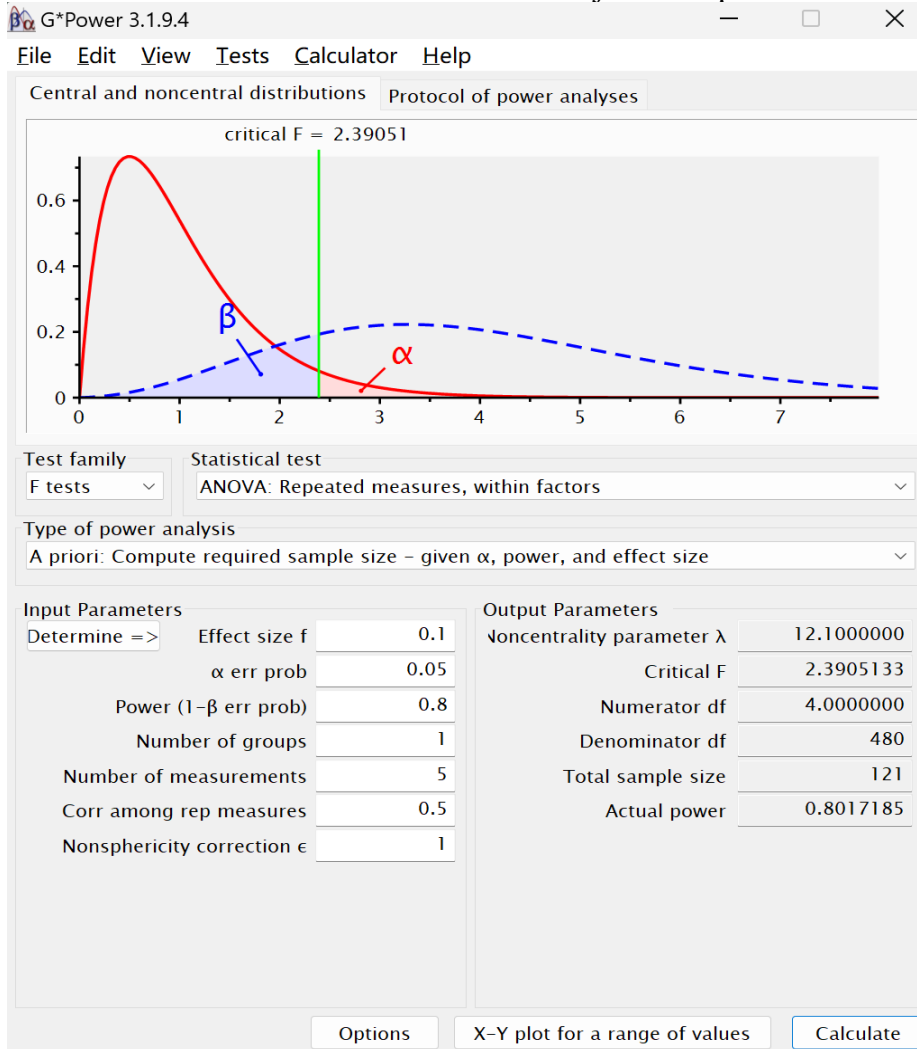 G*Power 3.1.9.4
File Edit View Tests Calculator Help
Central and noncentral distributions Protocol of power analyses
critical F = 2.39051
0.6
0.4
0.2
0
β
α
0 1 2 3 4 5 6 7
Test family Statistical test
F tests ANOVA: Repeated measures, within factors
Type of power analysis
A priori: Compute required sample size – given α, power, and effect size
Input Parameters Output Parameters
Determine => Effect size f 0.1 Noncentrality parameter λ 12.1000000
α err prob 0.05 Critical F 2.3905133
Power (1-β err prob) 0.8 Numerator df 4.0000000
Number of groups 1 Denominator df 480
Number of measurements 5 Total sample size 121
Corr among rep measures 0.5 Actual power 0.8017185
Nonsphericity correction ϵ 1
Options X-Y plot for a range of values Calculate